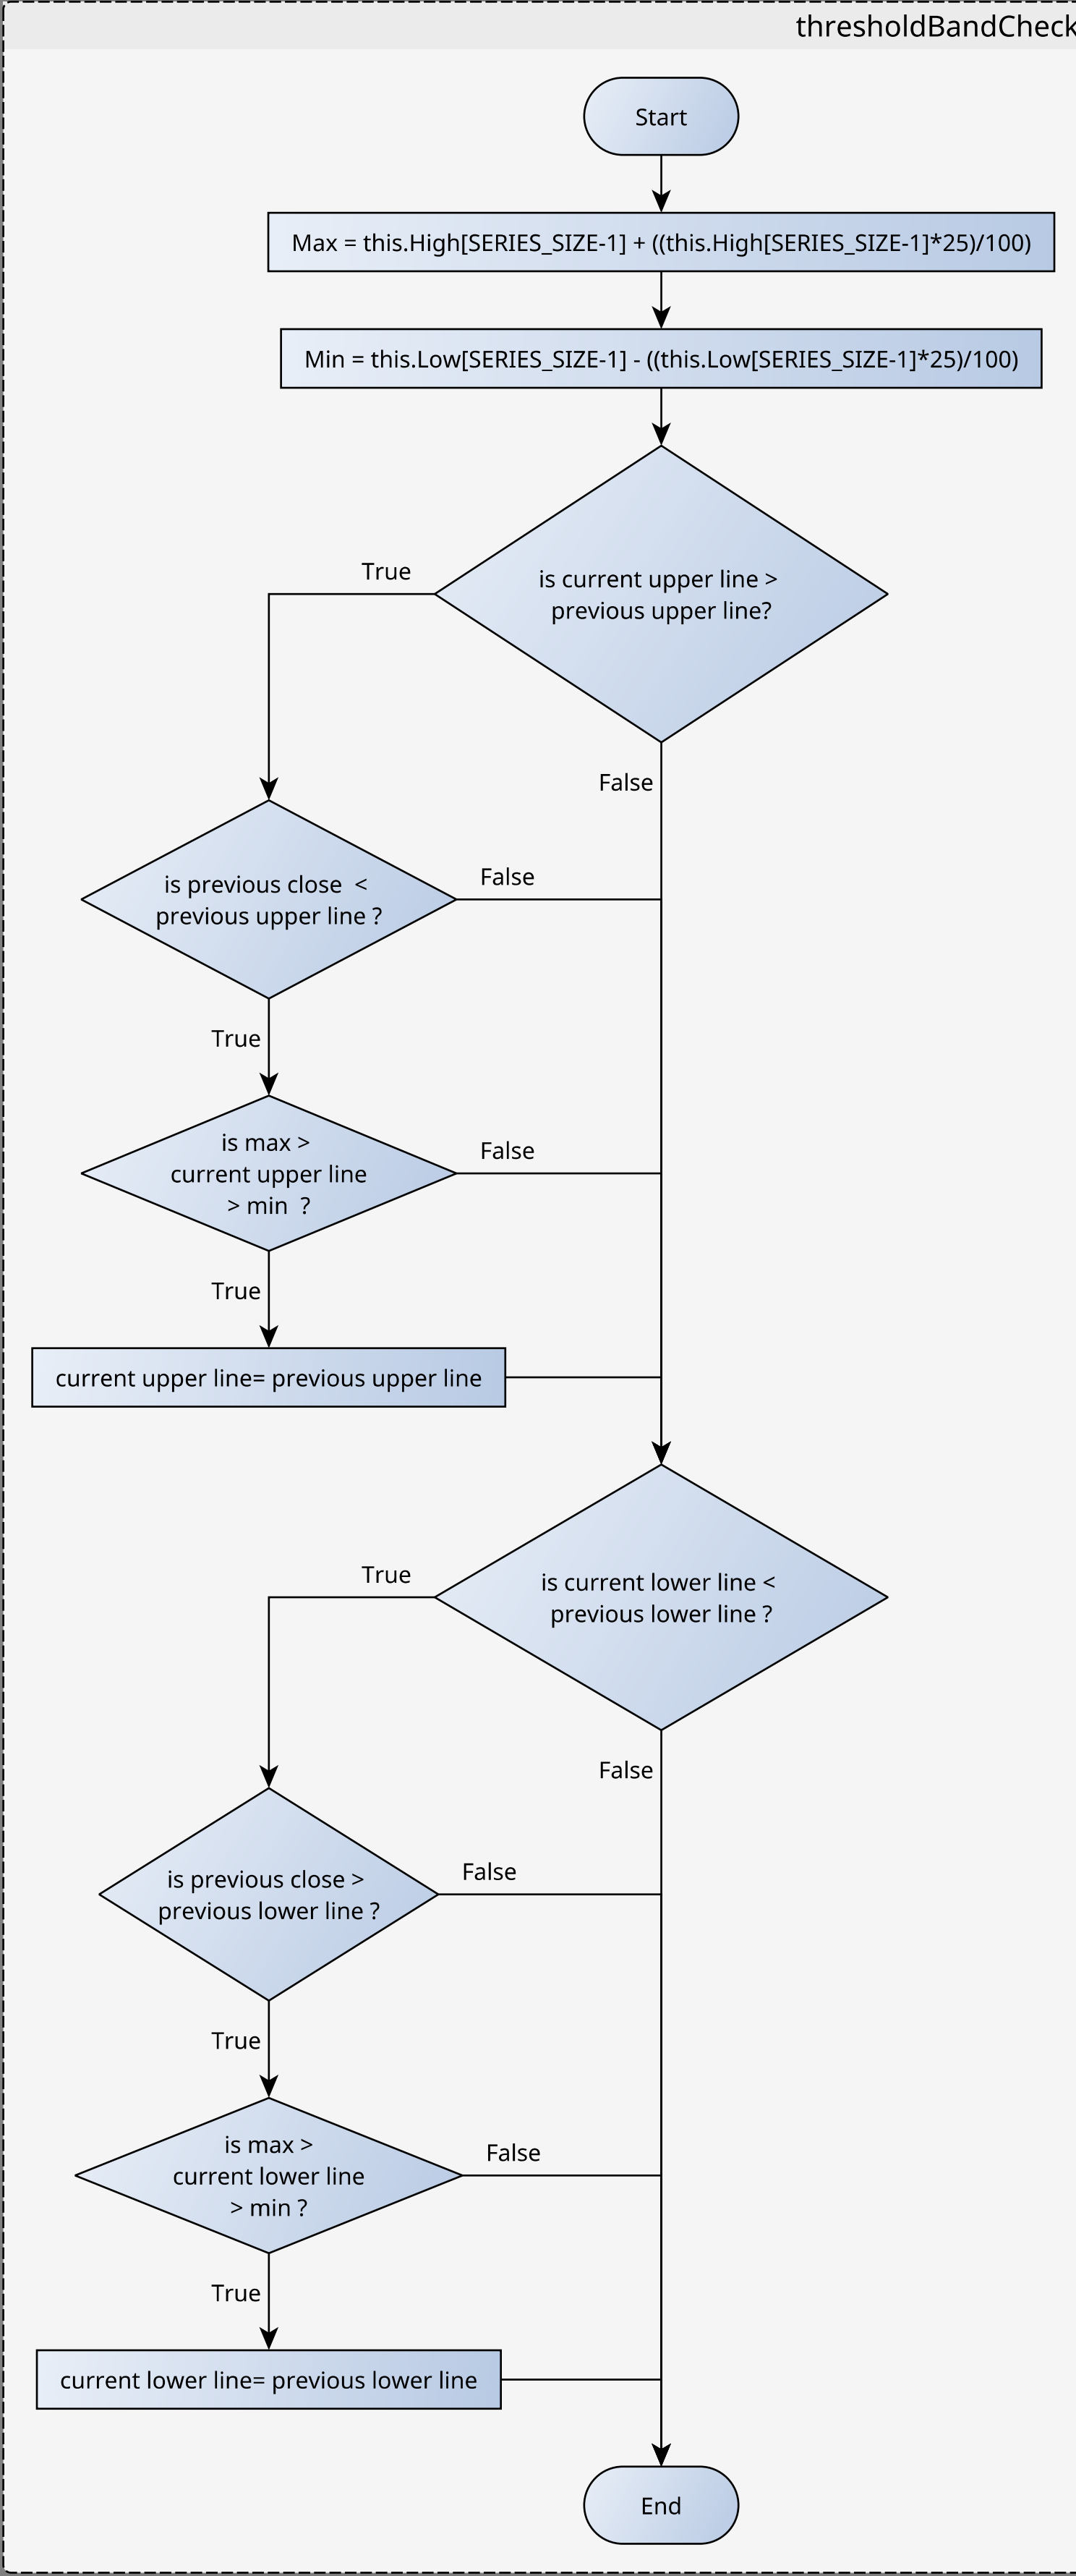 thresholdBandCheck
Start
Max = this.High[SERIES_SIZE-1] + ((this.High[SERIES_SIZE-1]*25)/100)
Min = this.Low[SERIES_SIZE-1] - ((this.Low[SERIES_SIZE-1]*25)/100)
is current upper line >
previous upper line?
True
False
is previous close  <
previous upper line ?
False
True
is max >
current upper line
> min  ?
False
True
current upper line= previous upper line
is current lower line <
previous lower line ?
True
False
is previous close >
previous lower line ?
False
True
is max >
current lower line
> min ?
False
True
current lower line= previous lower line
End